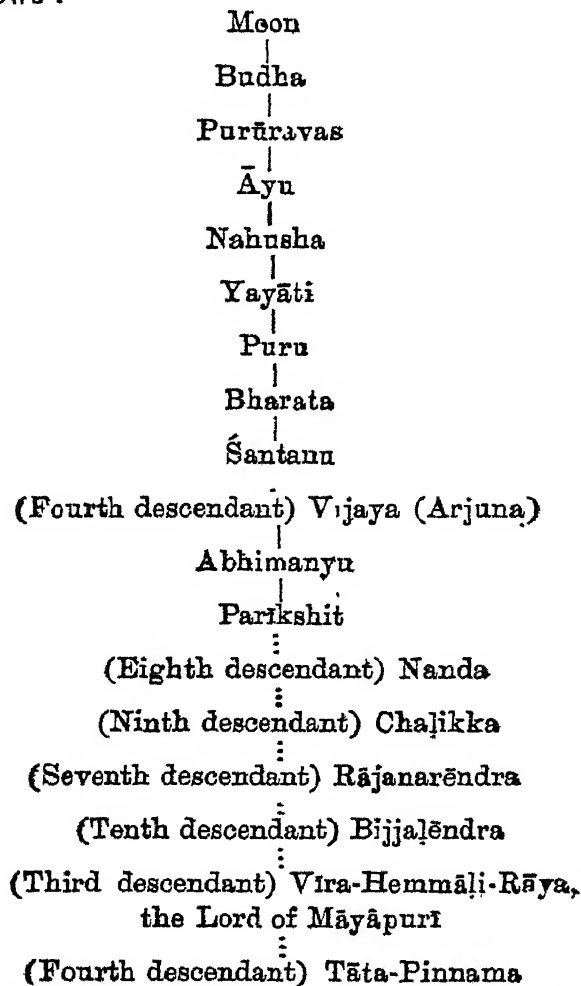 Moon
Budha
Purūravas
Āyu
Nahusha
Yayāti
Puru
Bharata
Śantanu
(Fourth descendant) Vijaya (Arjuna)
Abhimanyu
Parīkshit
(Eighth descendant) Nanda
(Ninth descendant) Chaḷikka
(Seventh descendant) Rājanarēndra
(Tenth descendant) Bijjaḷēndra
(Third descendant) Vīra-Hemmāḷi-Rāya,
the Lord of Māyâpurī
(Fourth descendant) Tāta-Pinnama